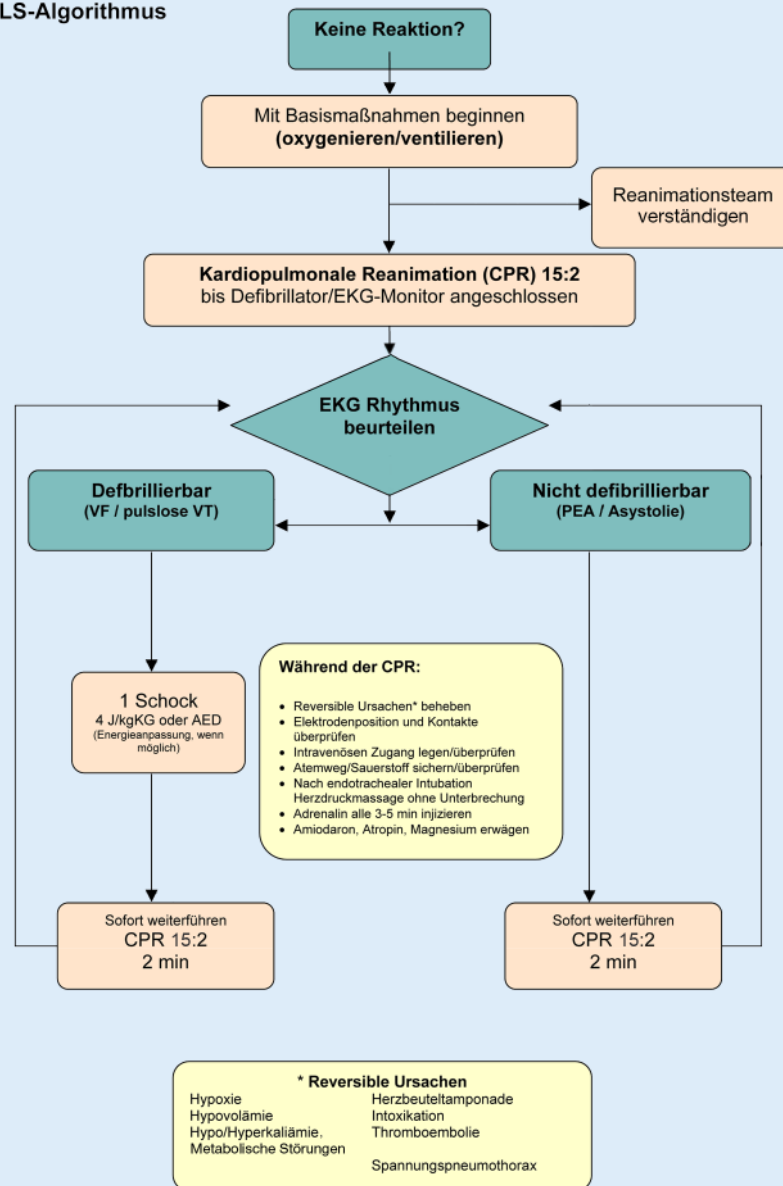 LS-Algorithmus
Keine Reaktion?
Mit Basismaßnahmen beginnen
(oxygenieren/ventilieren)
Reanimationsteam
verständigen
Kardiopulmonale Reanimation (CPR) 15:2
bis Defibrillator/EKG-Monitor angeschlossen
EKG Rhythmus
beurteilen
Defbrillierbar
(VF / pulslose VT)
Nicht defibrillierbar
(PEA / Asystolie)
1 Schock
4 J/kgKG oder AED
(Energieanpassung, wenn
möglich)
Während der CPR:
• Reversible Ursachen* beheben
• Elektrodenposition und Kontakte
überprüfen
• Intravenösen Zugang legen/überprüfen
• Atemweg/Sauerstoff sichern/überprüfen
• Nach endotrachealer Intubation
Herzdruckmassage ohne Unterbrechung
• Adrenalin alle 3-5 min injizieren
• Amiodaron, Atropin, Magnesium erwägen
Sofort weiterführen
CPR 15:2
2 min
Sofort weiterführen
CPR 15:2
2 min
* Reversible Ursachen
Hypoxie
Hypovolämie
Hypo/Hyperkaliämie,
Metabolische Störungen
Herzbeuteltamponade
Intoxikation
Thromboembolie
Spannungspneumothorax